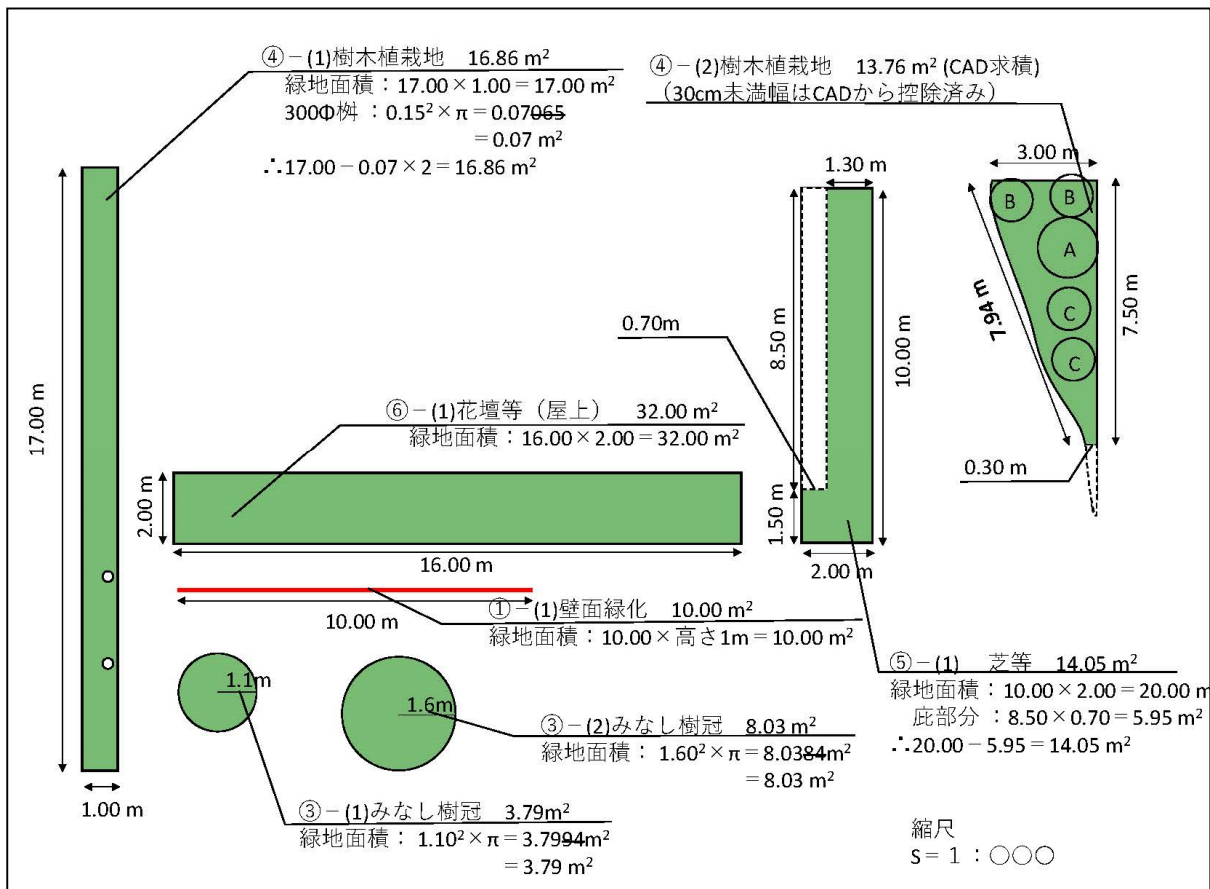 ④－(1)樹木植栽地　16.86 m²
緑地面積：17.00×1.00＝17.00 m²
300Φ桝　：0.15²×π＝0.07065
＝0.07 m²
∴17.00－0.07×2＝16.86 m²
④－(2)樹木植栽地　13.76 m² (CAD求積)
（30cm未満幅はCADから控除済み）
17.00 m
1.00 m
1.30 m
8.50 m
10.00 m
0.70m
1.50 m
2.00 m
3.00 m
B
B
A
C
C
7.94 m
7.50 m
0.30 m
⑥－(1)花壇等（屋上）　32.00 m²
緑地面積：16.00×2.00＝32.00 m²
2.00 m
16.00 m
10.00 m
①－(1)壁面緑化　10.00 m²
緑地面積：10.00×高さ1m＝10.00 m²
⑤－(1)　芝等　14.05 m²
緑地面積：10.00×2.00＝20.00 m
庇部分　：8.50×0.70＝5.95 m²
∴20.00－5.95＝14.05 m²
1.1m
1.6m
③－(2)みなし樹冠　8.03 m²
緑地面積：1.60²×π＝8.0384m²
＝8.03 m²
③－(1)みなし樹冠　3.79m²
緑地面積：1.10²×π＝3.7994m²
＝3.79 m²
縮尺
S＝１：○○○